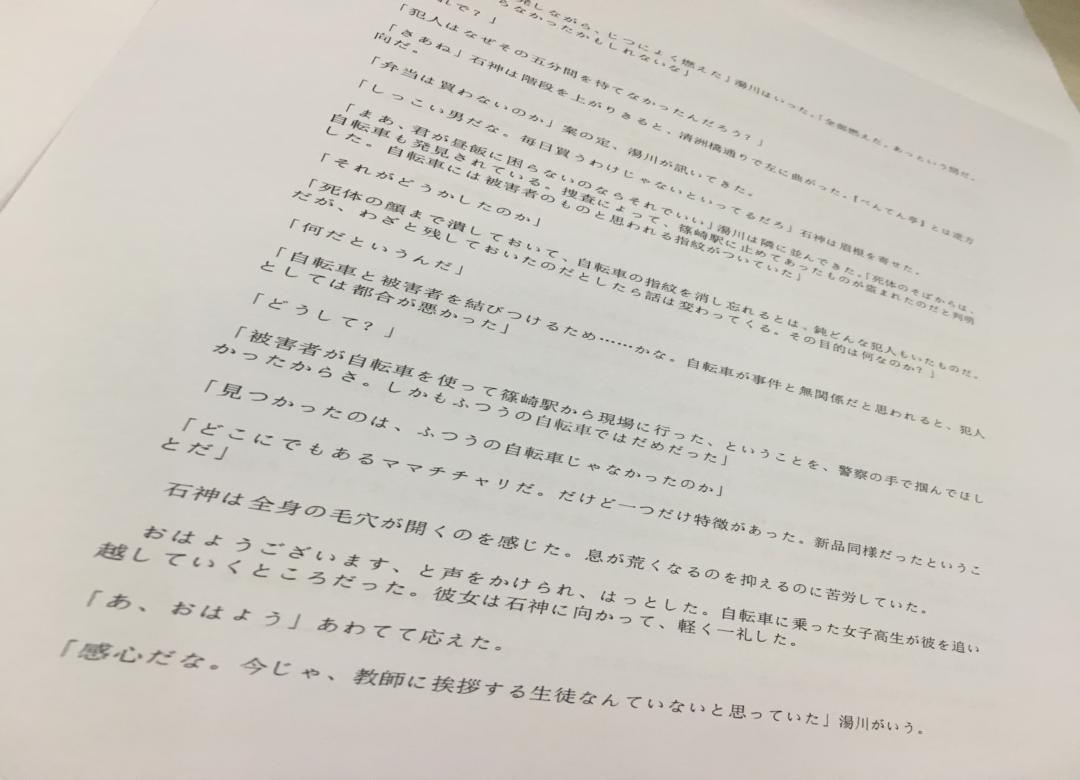 発しながら、じつによく燃えた」湯川はいった。「全部燃えた。あっという間だ。
らなかったかもしれないな」
れで？」
「犯人はなぜその五分間を待てなかったんだろう？」
「さあね」石神は階段を上がりきると、清洲橋通りで左に曲がった。『べんてん亭』とは逆方
向だ。
「弁当は買わないのか」案の定、湯川が訊いてきた。
「しつこい男だな。毎日買うわけじゃないといってるだろ」石神は眉根を寄せた。
「まあ、君が昼飯に困らないのならそれでいい」湯川は隣に並んできた。「死体のそばからは、
自転車も発見されている。捜査によって、篠崎駅に止めてあったものが盗まれたのだと判明
した。自転車には被害者のものと思われる指紋がついていた」
「それがどうかしたのか」
「死体の顔まで潰しておいて、自転車の指紋を消し忘れるとは、鈍どんな犯人もいたものだ。
だが、わざと残しておいたのだとしたら話は変わってくる。その目的は何なのか？」
「何だというんだ」
「自転車と被害者を結びつけるため……かな。自転車が事件と無関係だと思われると、犯人
としては都合が悪かった」
「どうして？」
「被害者が自転車を使って篠崎駅から現場に行った、ということを、警察の手で掴んでほし
かったからさ。しかもふつうの自転車ではだめだった」
「見つかったのは、ふつうの自転車じゃなかったのか」
「どこにでもあるママチチャリだ。だけど一つだけ特徴があった。新品同様だったというこ
とだ」
石神は全身の毛穴が開くのを感じた。息が荒くなるのを抑えるのに苦労していた。
おはようございます、と声をかけられ、はっとした。自転車に乗った女子高生が彼を追い
越していくところだった。彼女は石神に向かって、軽く一礼した。
「あ、おはよう」あわてて応えた。
「感心だな。今じゃ、教師に挨拶する生徒なんていないと思っていた」湯川がいう。